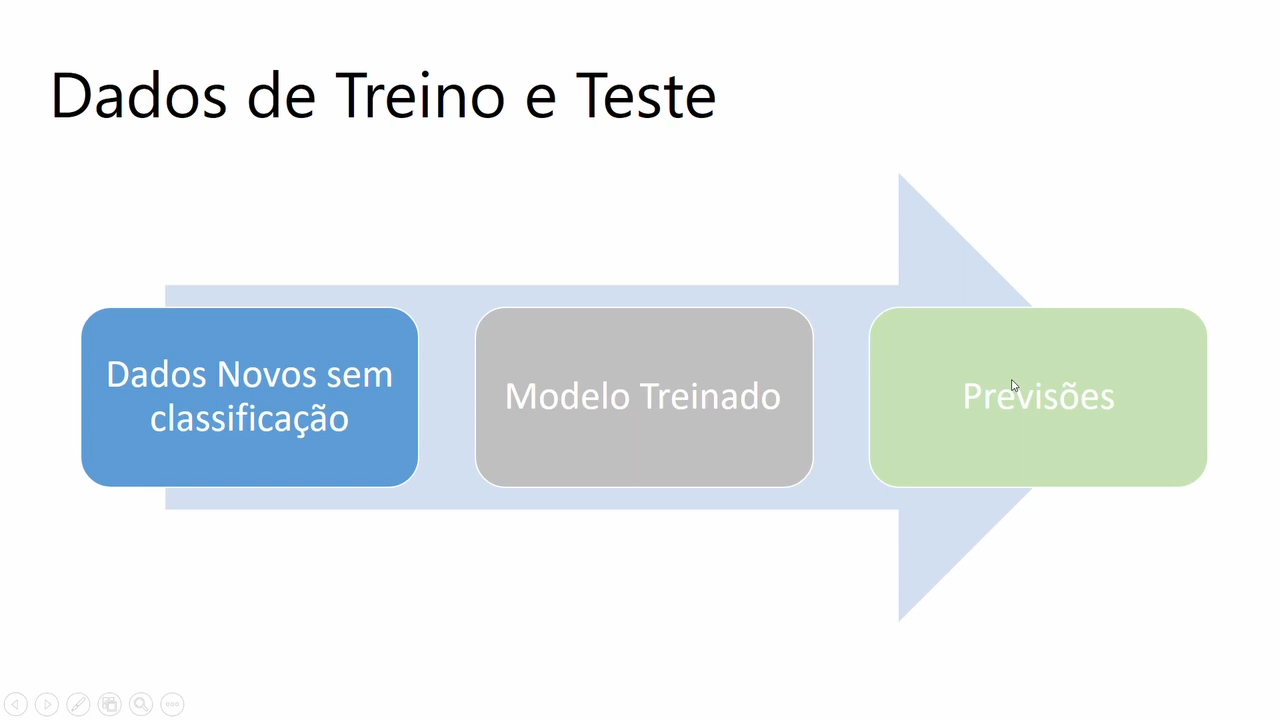 Dados de Treino e Teste
Dados Novos sem
classificação
Modelo Treinado
Previsões